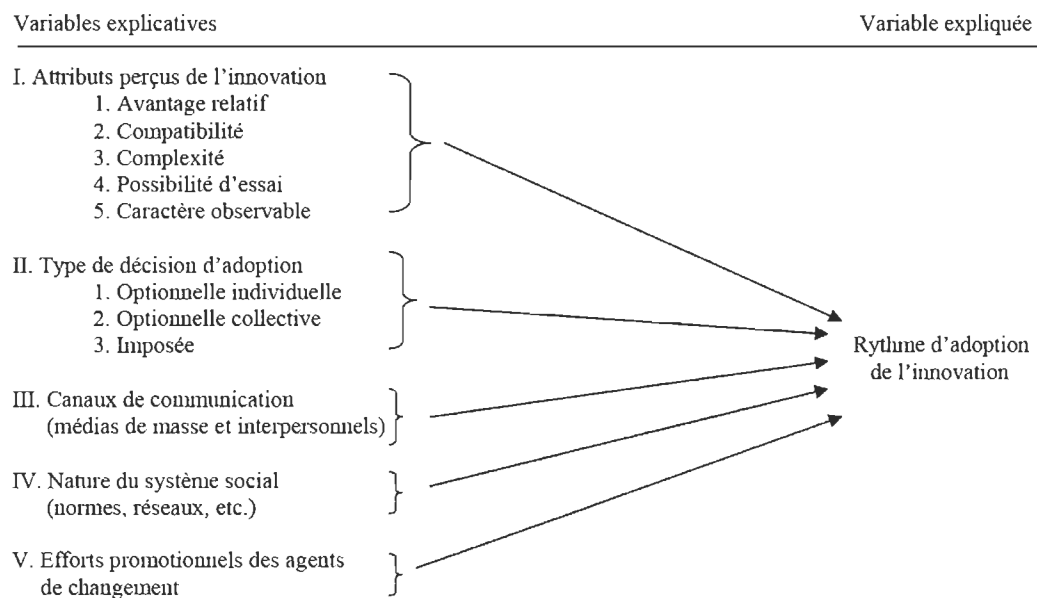 Variables explicatives Variable expliquée
I. Attributs perçus de l'innovation
1. Avantage relatif
2. Compatibilité
3. Complexité
4. Possibilité d'essai
5. Caractère observable
II. Type de décision d'adoption
1. Optionnelle individuelle
2. Optionnelle collective
3. Imposée
Rythme d'adoption
de l'innovation
III. Canaux de communication
(médias de masse et interpersonnels)
IV. Nature du système social
(normes, réseaux, etc.)
V. Efforts promotionnels des agents
de changement